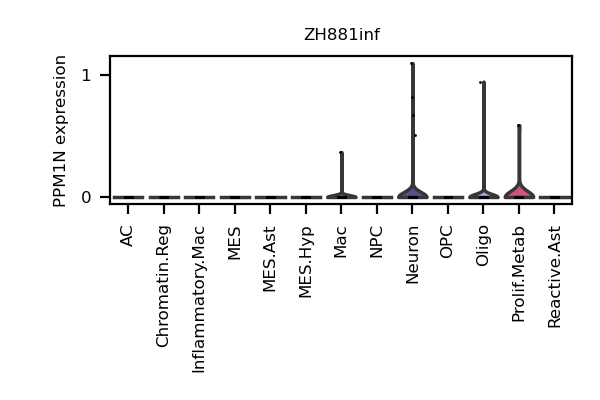 ZH881inf
PPM1N expression
1
0
AC
Chromatin.Reg
Inflammatory.Mac
MES
MES.Ast
MES.Hyp
Mac
NPC
Neuron
OPC
Oligo
Prolif.Metab
Reactive.Ast